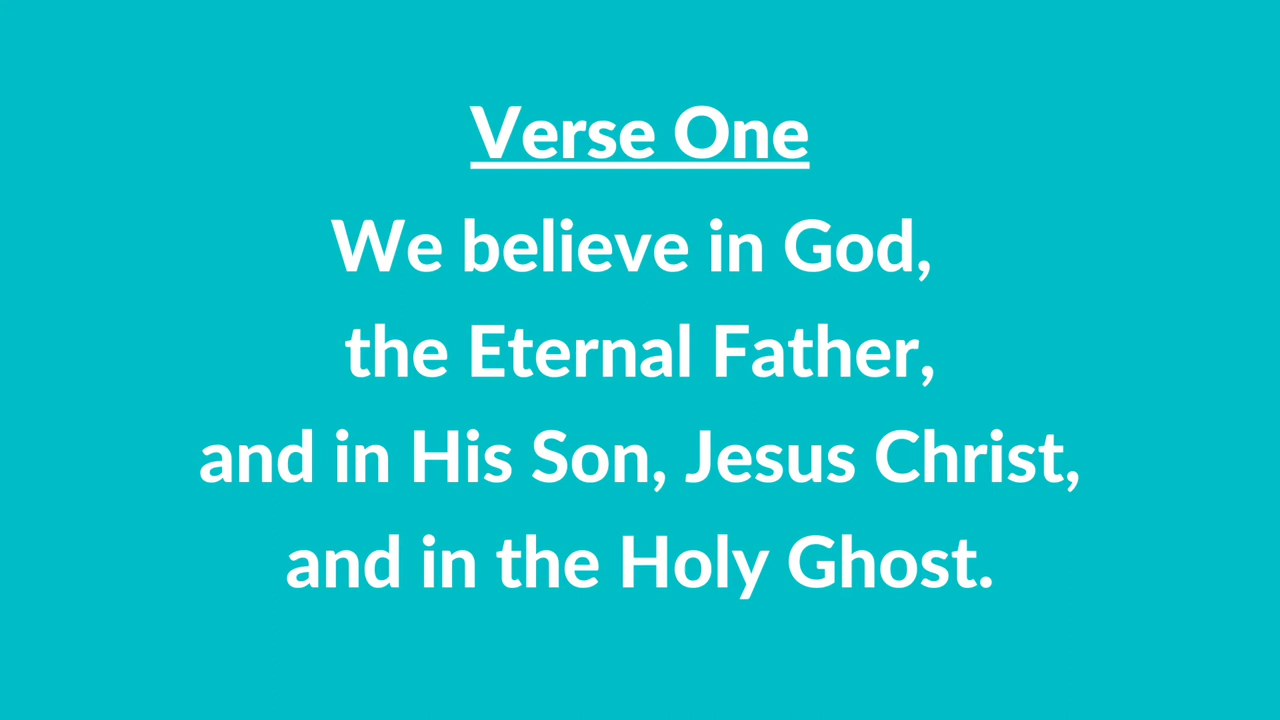 Verse One
We believe in God,
the Eternal Father,
and in His Son, Jesus Christ,
and in the Holy Ghost.